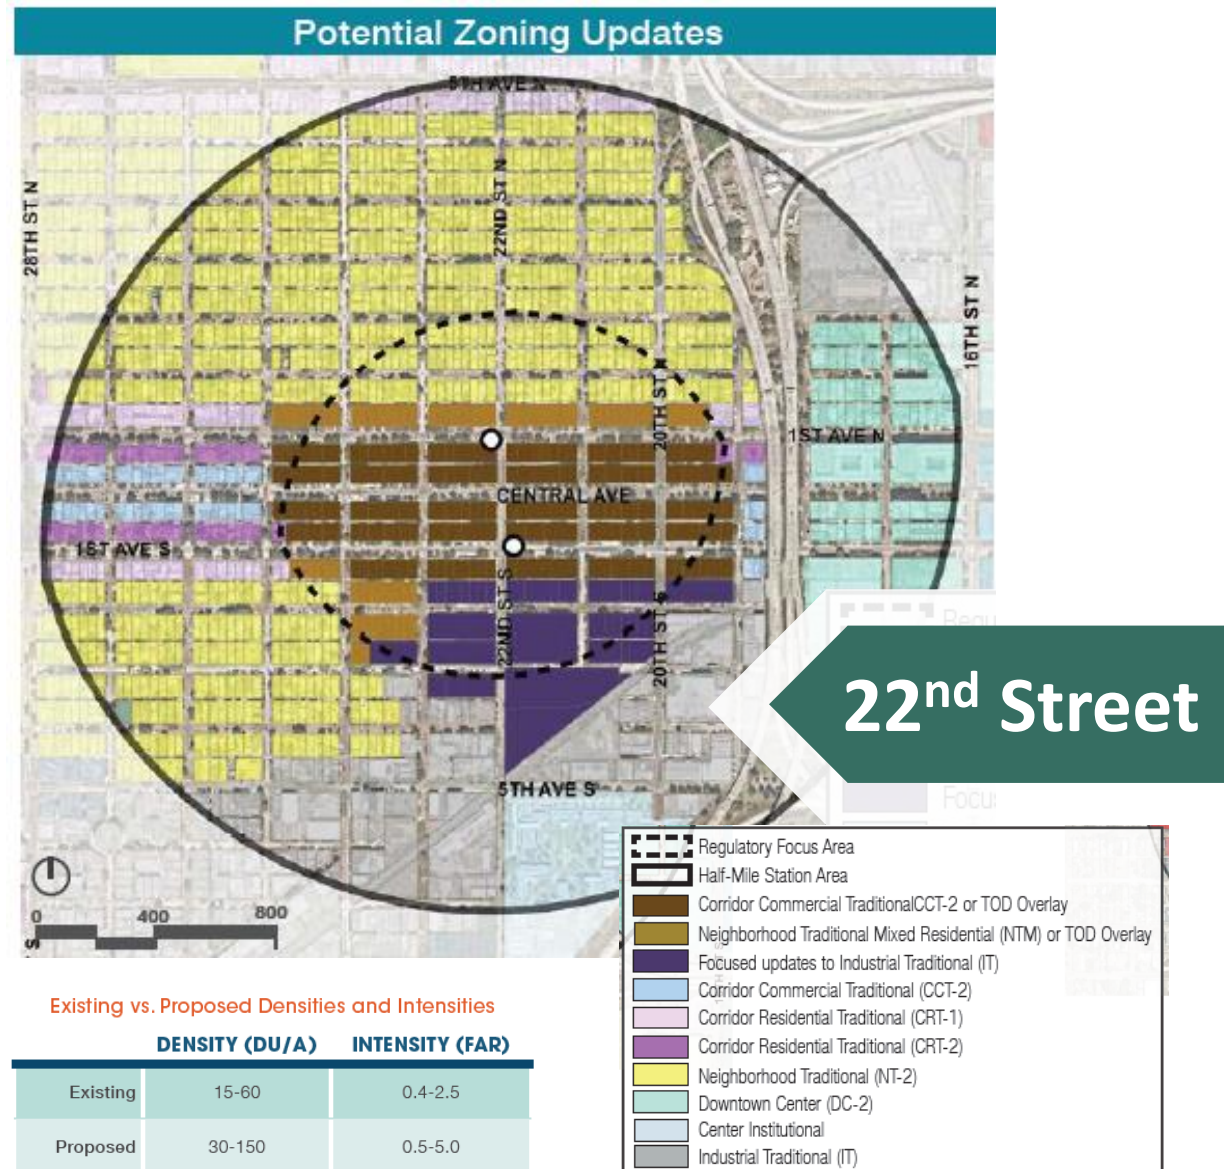 Potential Zoning Updates
5TH AVE N
28TH ST N
22ND ST N
16TH ST N
20TH ST N
1ST AVE N
CENTRAL AVE
1ST AVE S
22ND ST S
20TH ST S
5TH AVE S
22nd Street
0 400 800
Regulatory Focus Area
Half-Mile Station Area
Corridor Commercial TraditionalCCT-2 or TOD Overlay
Neighborhood Traditional Mixed Residential (NTM) or TOD Overlay
Focused updates to Industrial Traditional (IT)
Corridor Commercial Traditional (CCT-2)
Corridor Residential Traditional (CRT-1)
Corridor Residential Traditional (CRT-2)
Neighborhood Traditional (NT-2)
Downtown Center (DC-2)
Center Institutional
Industrial Traditional (IT)
Existing vs. Proposed Densities and Intensities
DENSITY (DU/A) INTENSITY (FAR)
Existing 15-60 0.4-2.5
Proposed 30-150 0.5-5.0